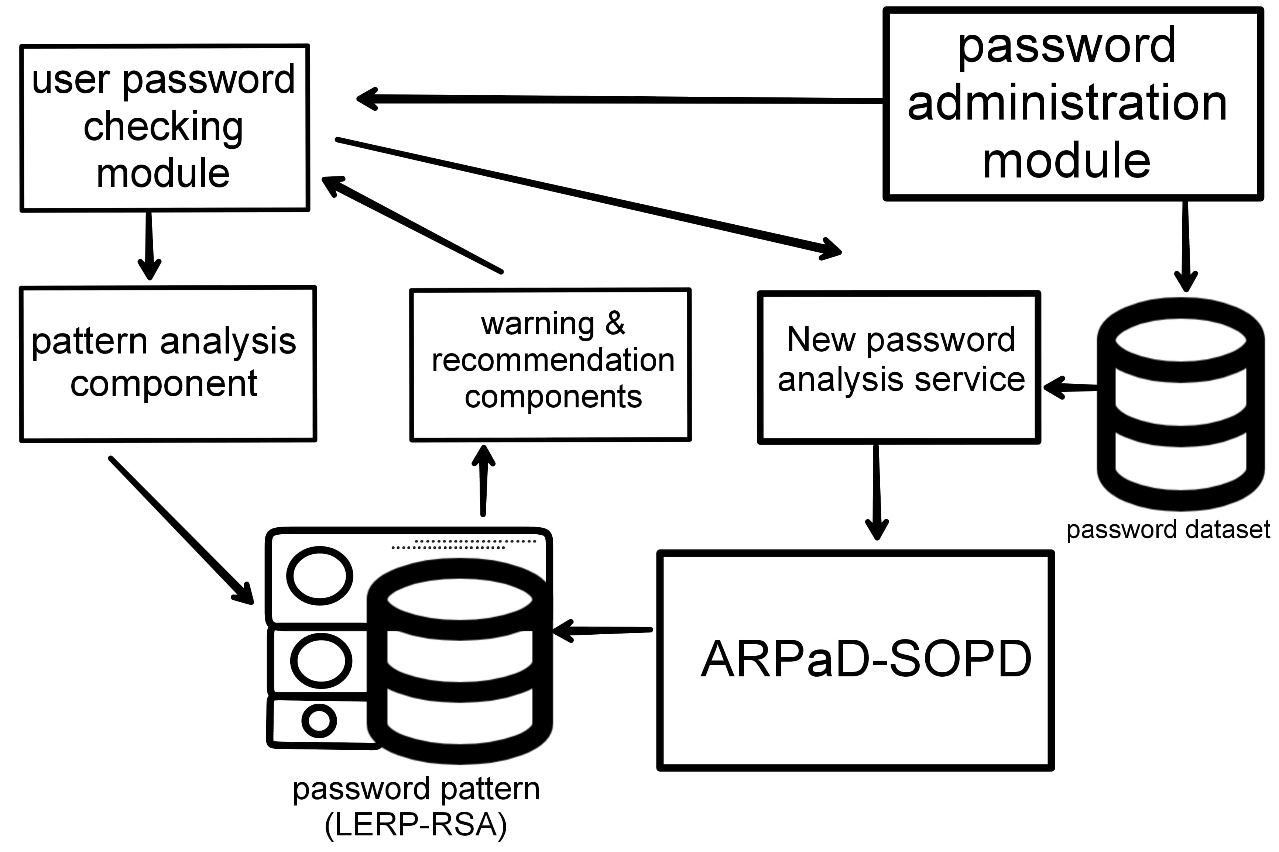 user password
checking
module
password
administration
module
pattern analysis
component
warning &
recommendation
components
New password
analysis service
password dataset
ARPaD-SOPD
password pattern
(LERP-RSA)